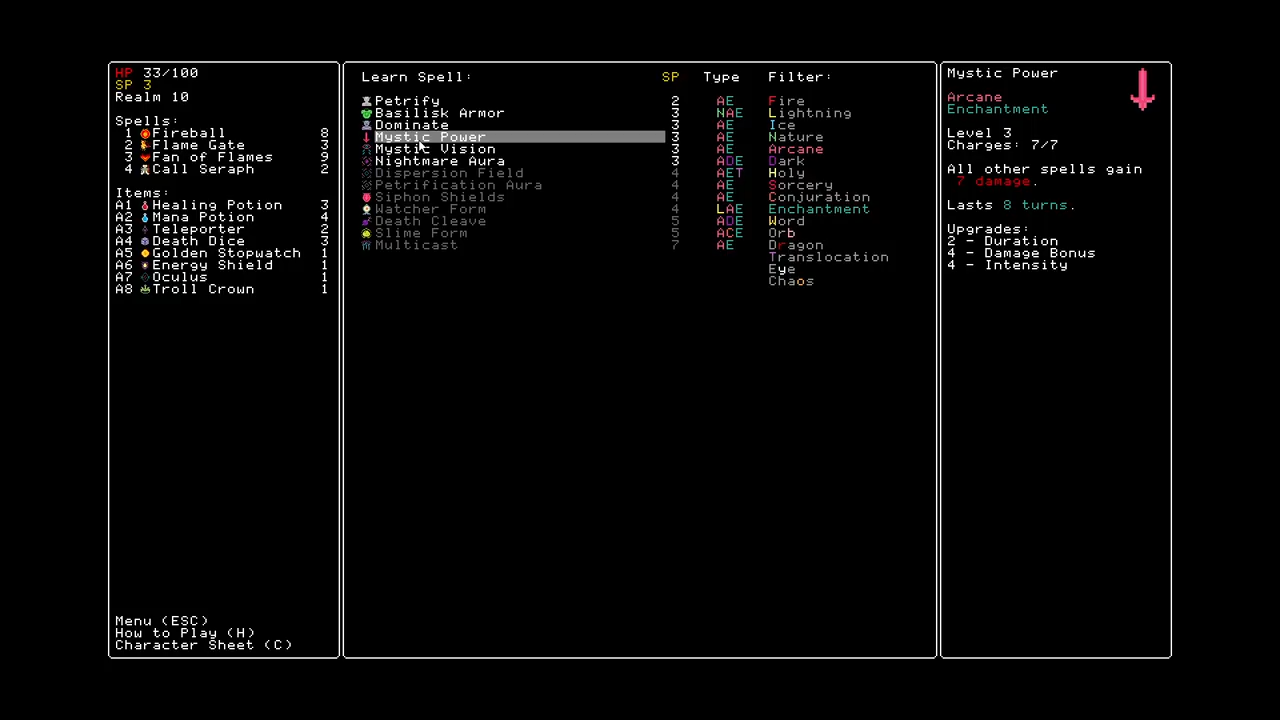 HP 33/100
SP 3
Realm 10
Spells:
1 Fireball 8
2 Flame Gate 3
3 Fan of Flames 9
4 Call Seraph 2
Items:
A1 Healing Potion 3
A2 Mana Potion 4
A3 Teleporter 2
A4 Death Dice 3
A5 Golden Stopwatch 1
A6 Energy Shield 1
A7 Oculus 1
A8 Troll Crown 1
Menu (ESC)
How to Play (H)
Character Sheet (C)
Learn Spell: SP Type Filter:
Petrify 2 AE Fire
Basilisk Armor 3 NAE Lightning
Dominate 3 AE Ice
Mystic Power 3 AE Nature
Mystic Vision 3 AE Arcane
Nightmare Aura 3 ADE Dark
Dispersion Field 4 AET Holy
Petrification Aura 4 AE Sorcery
Siphon Shields 4 AE Conjuration
Watcher Form 4 LAE Enchantment
Death Cleave 5 ADE Word
Slime Form 5 ACE Orb
Multicast 7 AE Dragon
Translocation
Eye
Chaos
Mystic Power
Arcane
Enchantment
Level 3
Charges: 7/7
All other spells gain
7 damage.
Lasts 8 turns.
Upgrades:
2 - Duration
4 - Damage Bonus
4 - Intensity